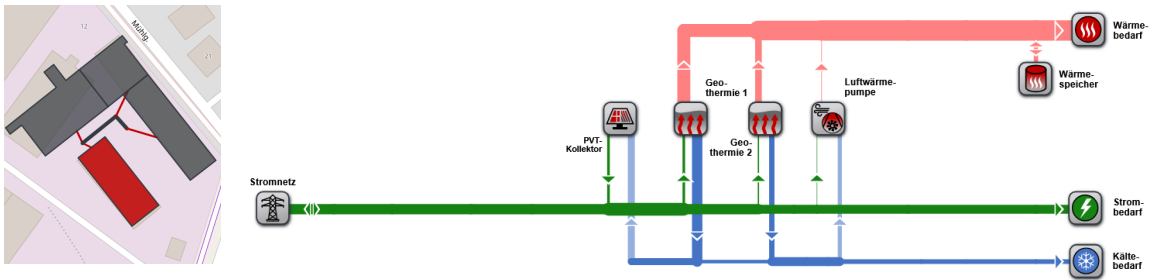 12
Mühlg.
21
Geo-
thermie 1
Luftwärme-
pumpe
Wärme-
bedarf
Wärme-
speicher
PVT-
Kollektor
Geo-
thermie 2
Stromnetz
Strom-
bedarf
Kälte-
bedarf